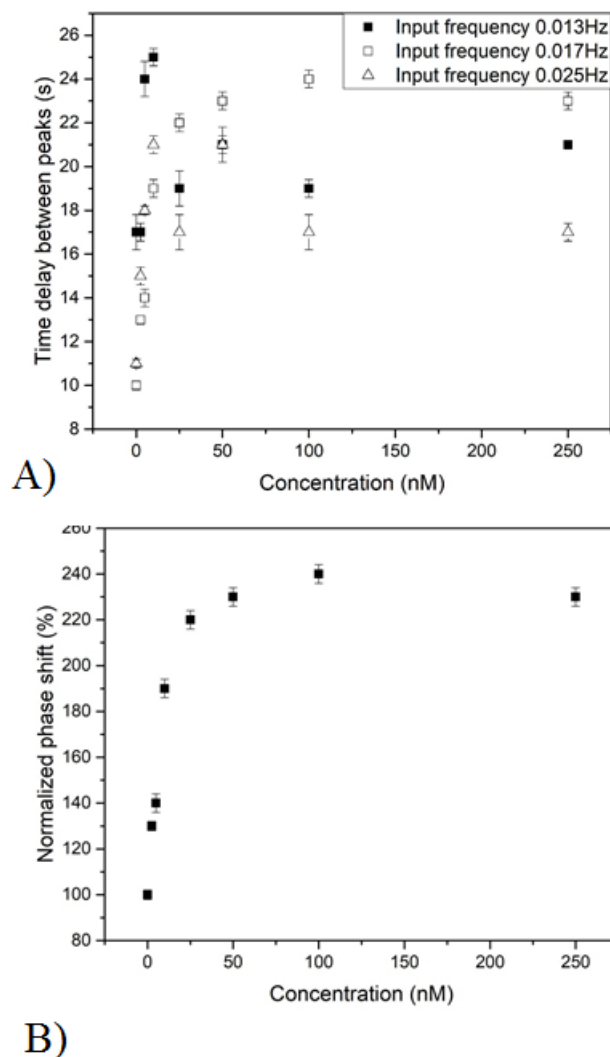 Input frequency 0.013Hz
Input frequency 0.017Hz
Input frequency 0.025Hz
Time delay between peaks (s)
26
24
22
20
18
16
14
12
10
8
0 50 100 150 200 250
Concentration (nM)
A)
Normalized phase shift (%)
260
240
220
200
180
160
140
120
100
80
0 50 100 150 200 250
Concentration (nM)
B)